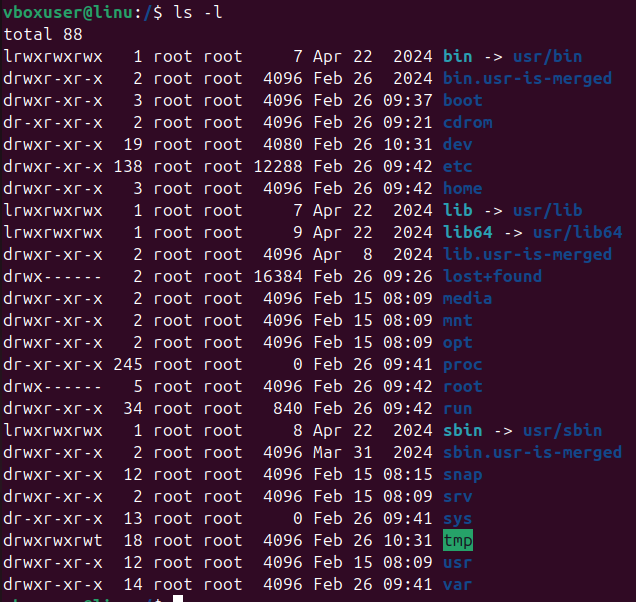 vboxuser@linu:/$ ls -l
total 88
lrwxrwxrwx   1 root root     7 Apr 22  2024 bin -> usr/bin
drwxr-xr-x   2 root root  4096 Feb 26  2024 bin.usr-is-merged
drwxr-xr-x   3 root root  4096 Feb 26 09:37 boot
dr-xr-xr-x   2 root root  4096 Feb 26 09:21 cdrom
drwxr-xr-x  19 root root  4080 Feb 26 10:31 dev
drwxr-xr-x 138 root root 12288 Feb 26 09:42 etc
drwxr-xr-x   3 root root  4096 Feb 26 09:42 home
lrwxrwxrwx   1 root root     7 Apr 22  2024 lib -> usr/lib
lrwxrwxrwx   1 root root     9 Apr 22  2024 lib64 -> usr/lib64
drwxr-xr-x   2 root root  4096 Apr  8  2024 lib.usr-is-merged
drwx------   2 root root 16384 Feb 26 09:26 lost+found
drwxr-xr-x   2 root root  4096 Feb 15 08:09 media
drwxr-xr-x   2 root root  4096 Feb 15 08:09 mnt
drwxr-xr-x   2 root root  4096 Feb 15 08:09 opt
dr-xr-xr-x 245 root root     0 Feb 26 09:41 proc
drwx------   5 root root  4096 Feb 26 09:42 root
drwxr-xr-x  34 root root   840 Feb 26 09:42 run
lrwxrwxrwx   1 root root     8 Apr 22  2024 sbin -> usr/sbin
drwxr-xr-x   2 root root  4096 Mar 31  2024 sbin.usr-is-merged
drwxr-xr-x  12 root root  4096 Feb 15 08:15 snap
drwxr-xr-x   2 root root  4096 Feb 15 08:09 srv
dr-xr-xr-x  13 root root     0 Feb 26 09:41 sys
drwxrwxrwt  18 root root  4096 Feb 26 10:31 tmp
drwxr-xr-x  12 root root  4096 Feb 15 08:09 usr
drwxr-xr-x  14 root root  4096 Feb 26 09:41 var
vboxuser@linu:/$